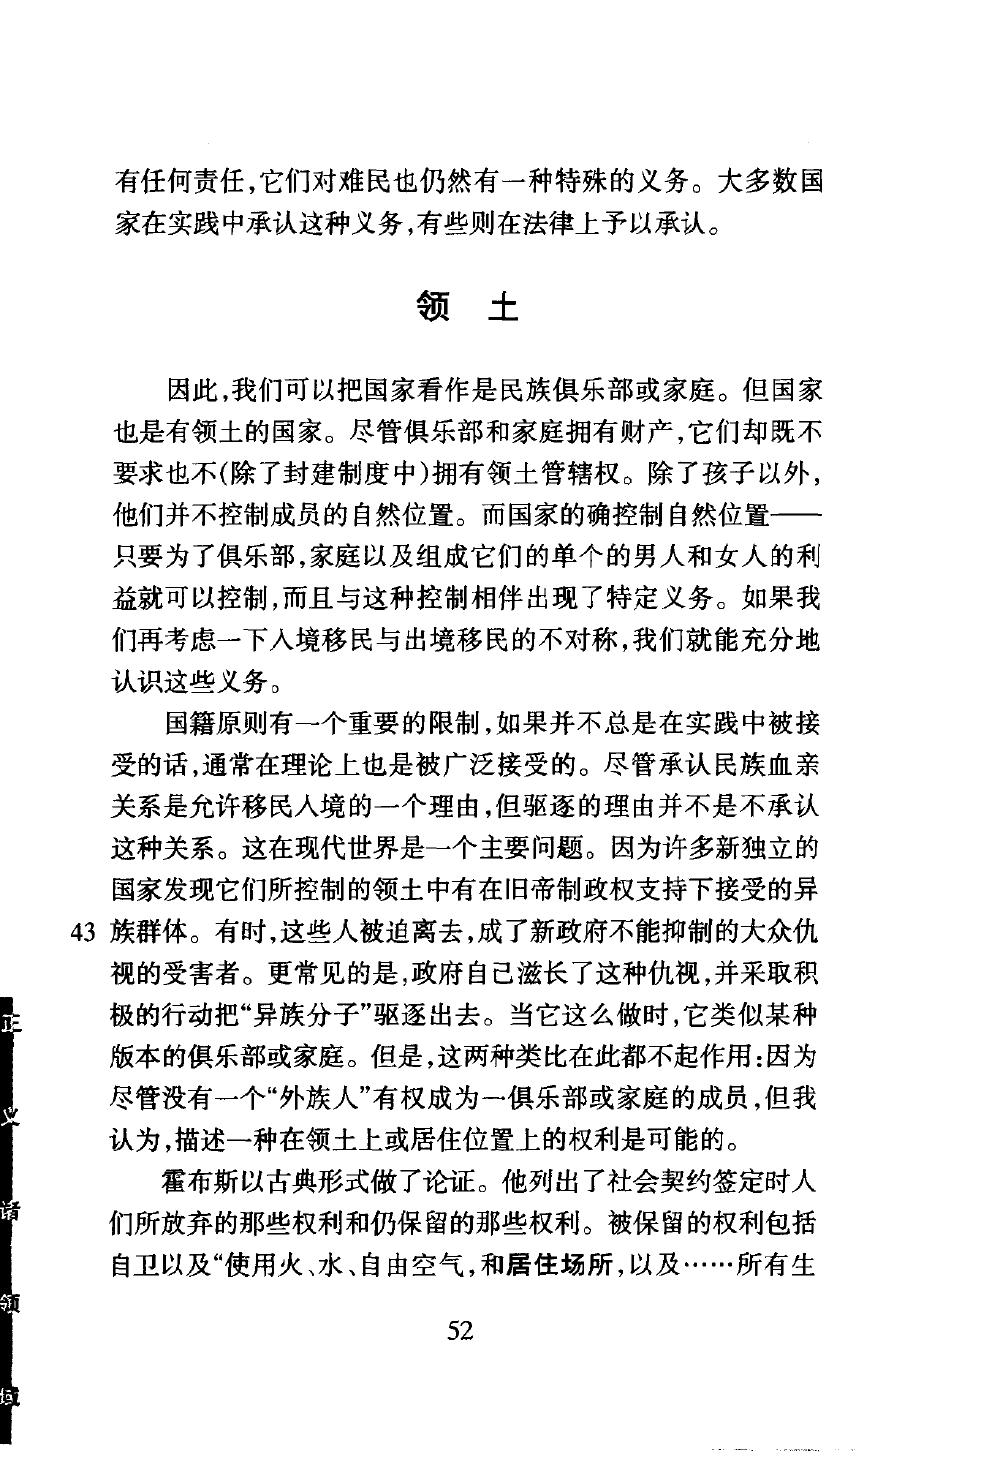 有任何责任,它们对难民也仍然有一种特殊的义务。大多数国
家在实践中承认这种义务,有些则在法律上予以承认。
领 土
因此,我们可以把国家看作是民族俱乐部或家庭。但国家
也是有领土的国家。尽管俱乐部和家庭拥有财产,它们却既不
要求也不(除了封建制度中)拥有领土管辖权。除了孩子以外,
他们并不控制成员的自然位置。而国家的确控制自然位置——
只要为了俱乐部,家庭以及组成它们的单个的男人和女人的利
益就可以控制,而且与这种控制相伴出现了特定义务。如果我
们再考虑一下入境移民与出境移民的不对称,我们就能充分地
认识这些义务。
国籍原则有一个重要的限制,如果并不总是在实践中被接
受的话,通常在理论上也是被广泛接受的。尽管承认民族血亲
关系是允许移民入境的一个理由,但驱逐的理由并不是不承认
这种关系。这在现代世界是一个主要问题。因为许多新独立的
国家发现它们所控制的领土中有在旧帝制政权支持下接受的异
43 族群体。有时,这些人被迫离去,成了新政府不能抑制的大众仇
视的受害者。更常见的是,政府自己滋长了这种仇视,并采取积
极的行动把“异族分子”驱逐出去。当它这么做时,它类似某种
版本的俱乐部或家庭。但是,这两种类比在此都不起作用:因为
尽管没有一个“外族人”有权成为一俱乐部或家庭的成员,但我
认为,描述一种在领土上或居住位置上的权利是可能的。
霍布斯以古典形式做了论证。他列出了社会契约签定时人
们所放弃的那些权利和仍保留的那些权利。被保留的权利包括
自卫以及“使用火、水、自由空气,和居住场所,以及……所有生
52
正
义
诸
领
域